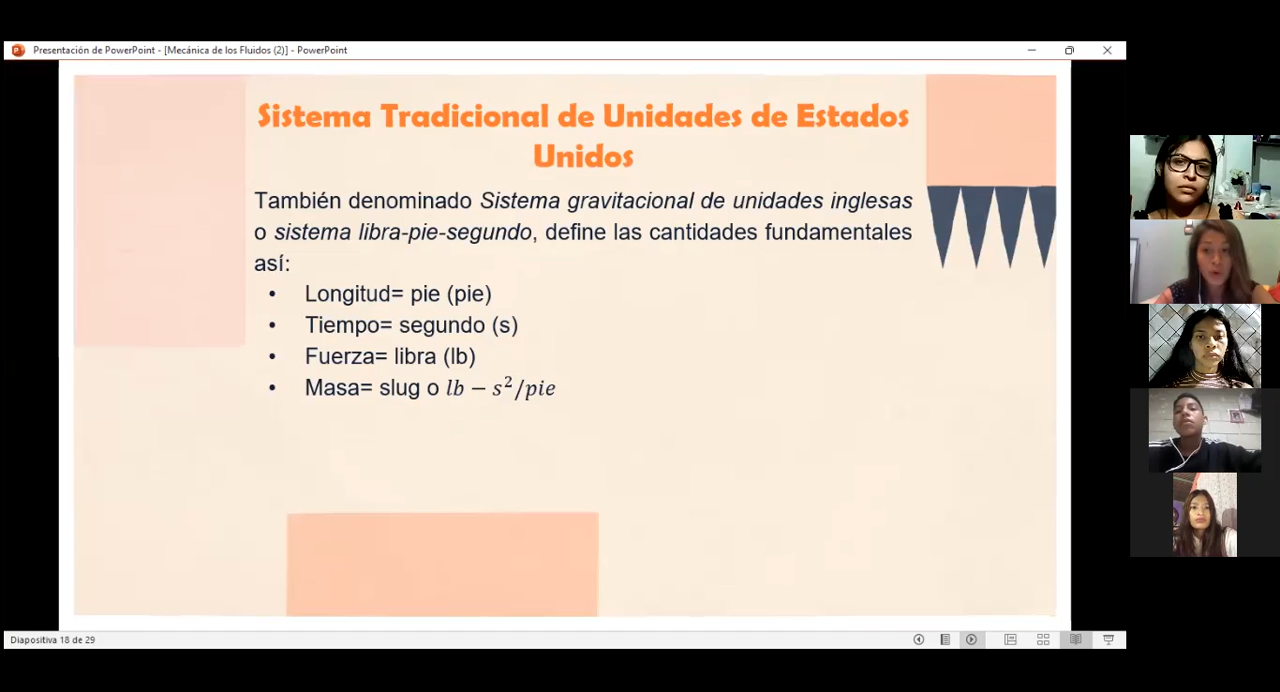 Presentación de PowerPoint - [Mecánica de los Fluidos (2)] - PowerPoint
Sistema Tradicional de Unidades de Estados
Unidos
También denominado Sistema gravitacional de unidades inglesas
o sistema libra-pie-segundo, define las cantidades fundamentales
así:
• Longitud= pie (pie)
• Tiempo= segundo (s)
• Fuerza= libra (lb)
• Masa= slug o lb − s²/pie
Diapositiva 18 de 29